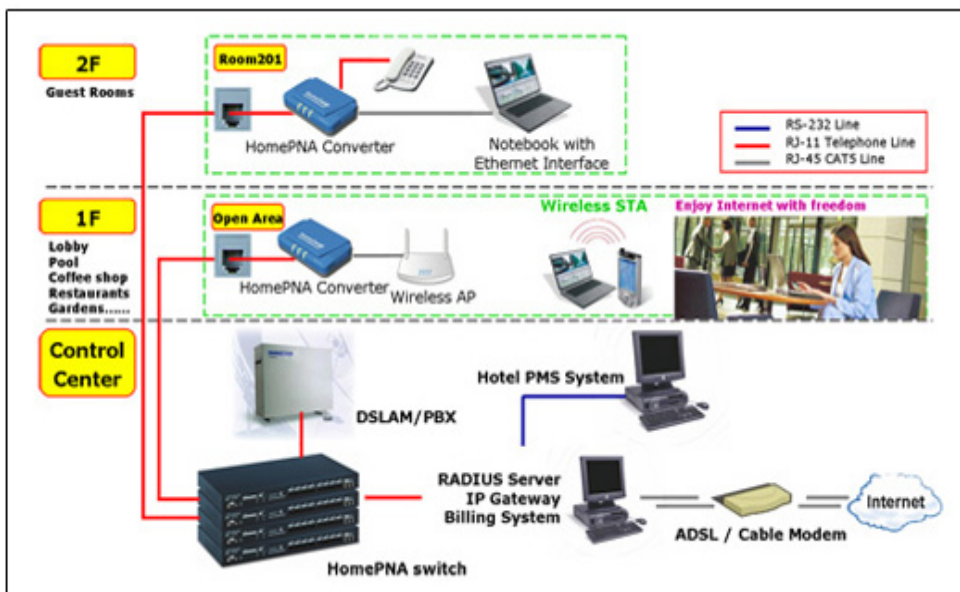 2F
Guest Rooms
Room201
HomePNA Converter
Notebook with
Ethernet Interface
RS-232 Line
RJ-11 Telephone Line
RJ-45 CAT5 Line
1F
Lobby
Pool
Coffee shop
Restaurants
Gardens......
Open Area
HomePNA Converter
Wireless AP
Wireless STA
Enjoy Internet with freedom
Control
Center
DSLAM/PBX
Hotel PMS System
RADIUS Server
IP Gateway
Billing System
HomePNA switch
ADSL / Cable Modem
Internet